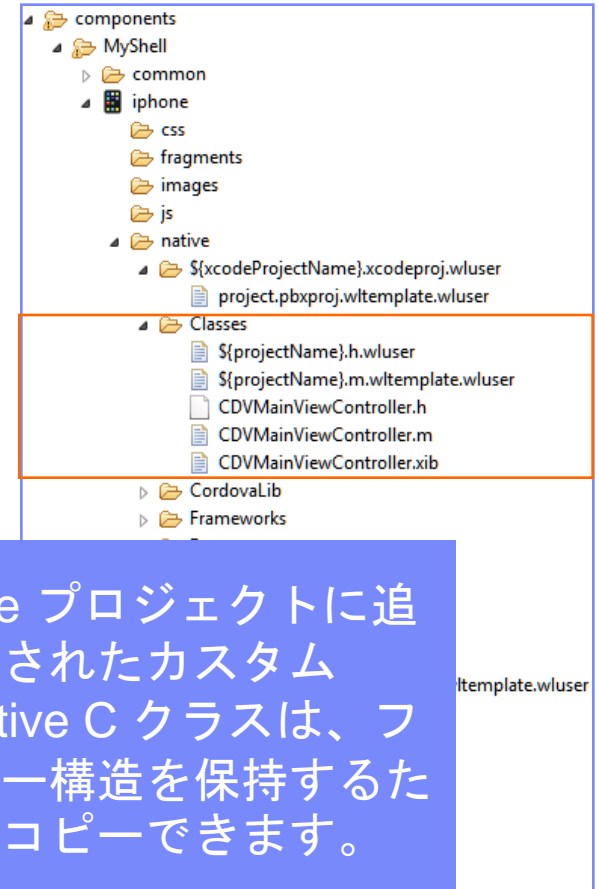 components
MyShell
common
iphone
css
fragments
images
js
native
${xcodeProjectName}.xcodeproj.wluser
project.pbxproj.wltemplate.wluser
Classes
${projectName}.h.wluser
${projectName}.m.wltemplate.wluser
CDVMainViewController.h
CDVMainViewController.m
CDVMainViewController.xib
CordovaLib
Frameworks
ltemplate.wluser
e プロジェクトに追
されたカスタム
tive C クラスは、フ
ー構造を保持するた
コピーできます。